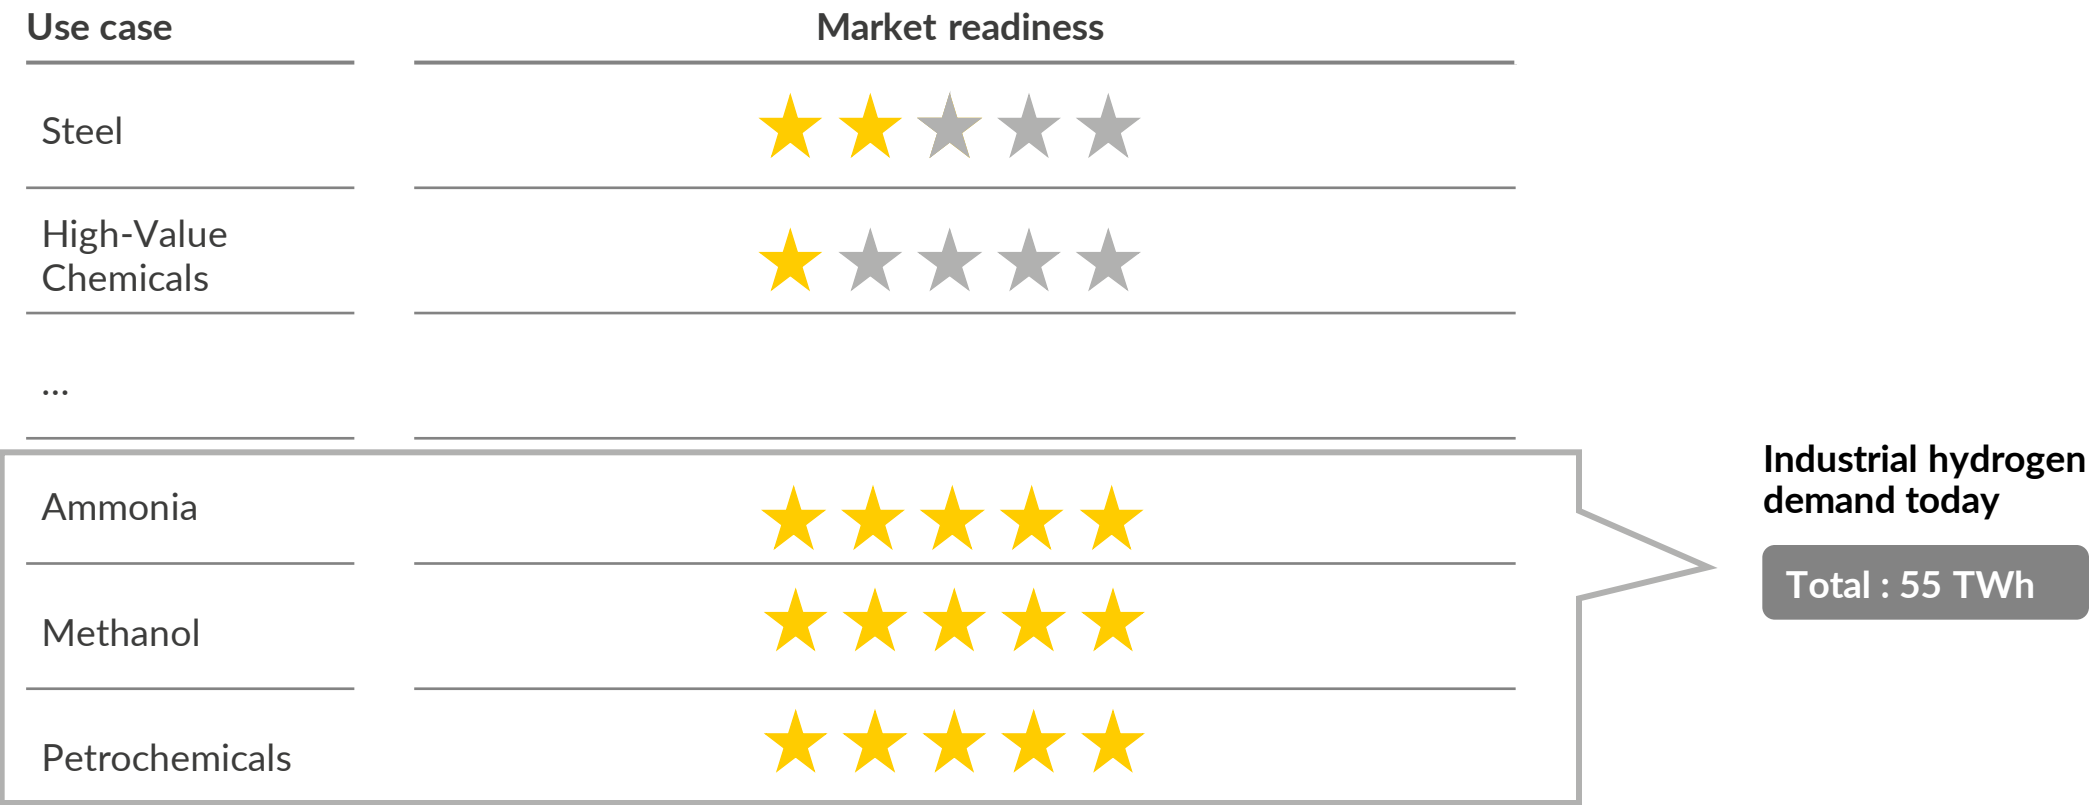 Use case
Market readiness
Steel
High-Value
Chemicals
...
Ammonia
Methanol
Petrochemicals
Industrial hydrogen
demand today
Total : 55 TWh